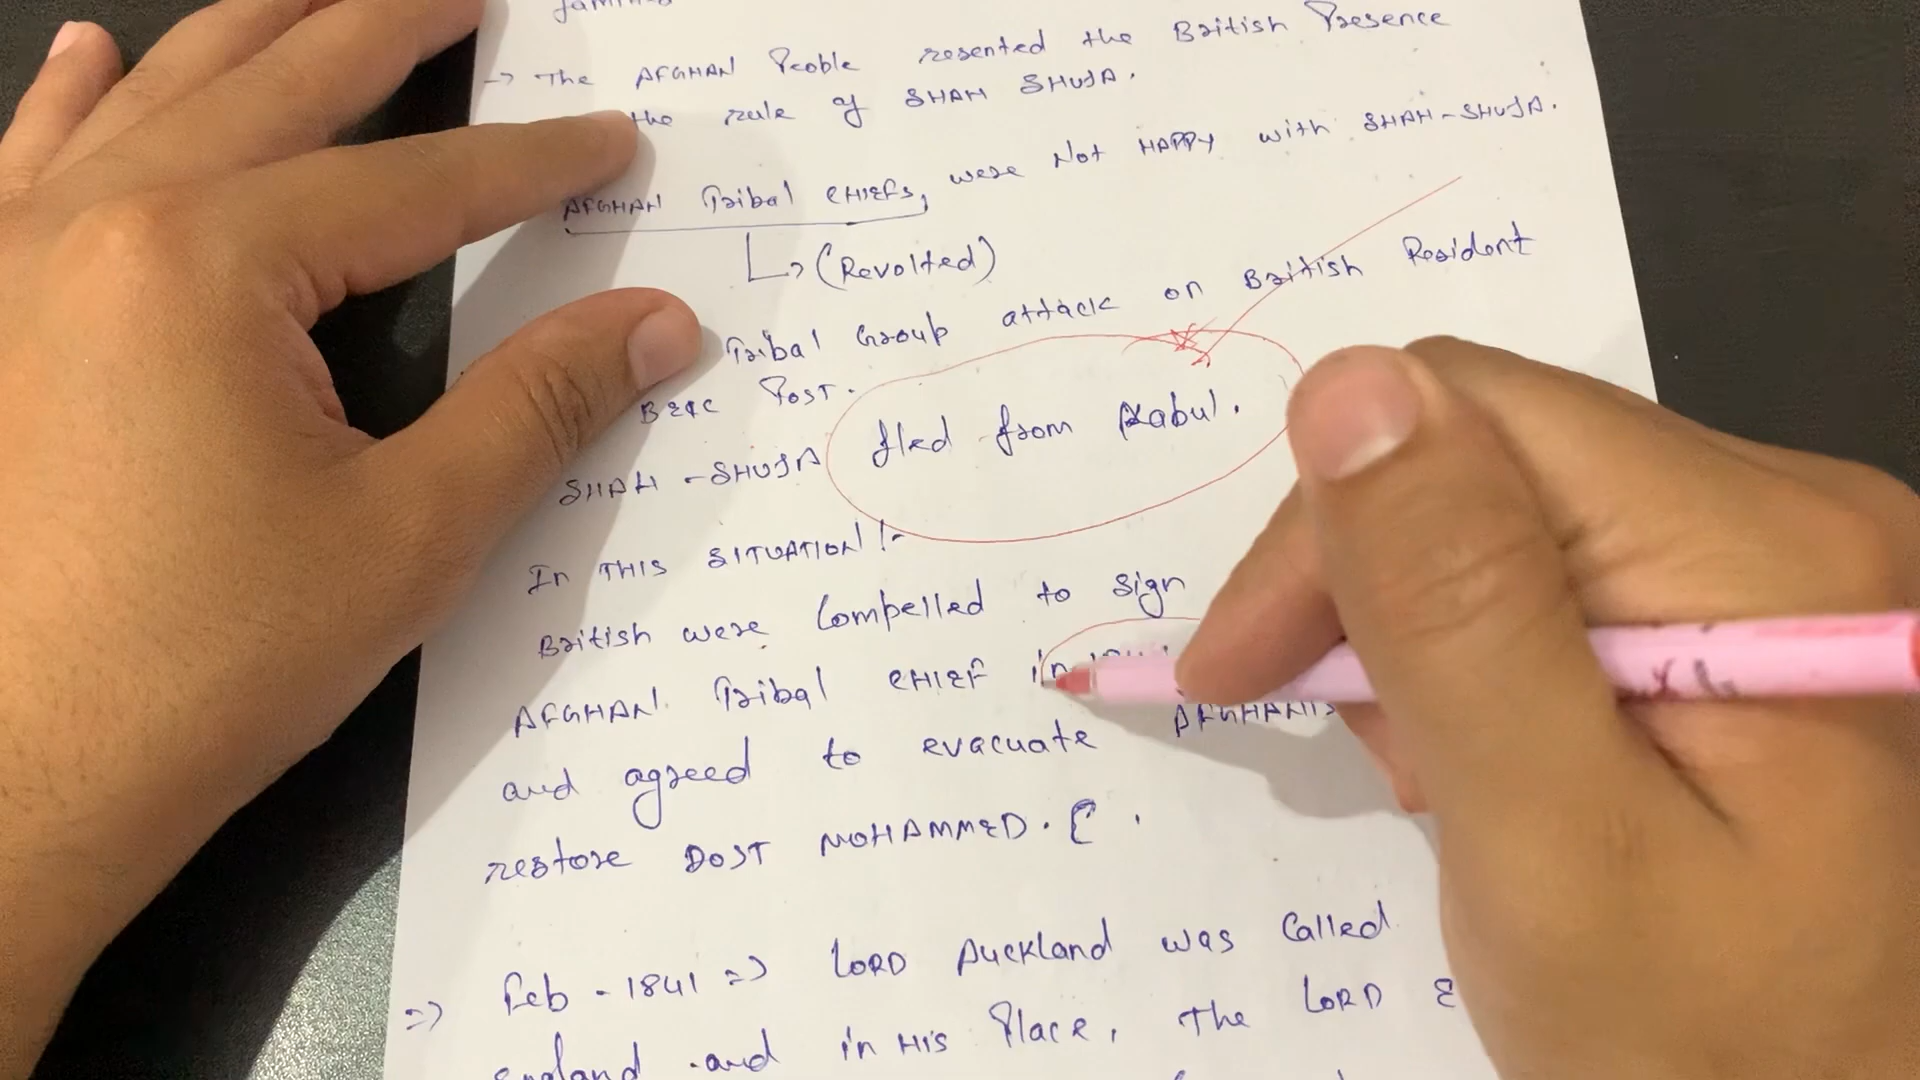 → The AFGHAN People resented the British Presence
the rule of SHAH SHUJA.
AFGHAN Tribal CHIEFS, were Not HAPPY with SHAH-SHUJA.
↳ (Revolted)
Tribal Group attack on British Resident
Post.
SHAH-SHUJA fled from Kabul.
In THIS SITUATION!-
British were Compelled to sign
AFGHAN Tribal CHIEF in
and agreed to evacuate
restore DOST MOHAMMED.
=> Feb - 1841 => LORD Auckland was Called
England and in His Place, The LORD